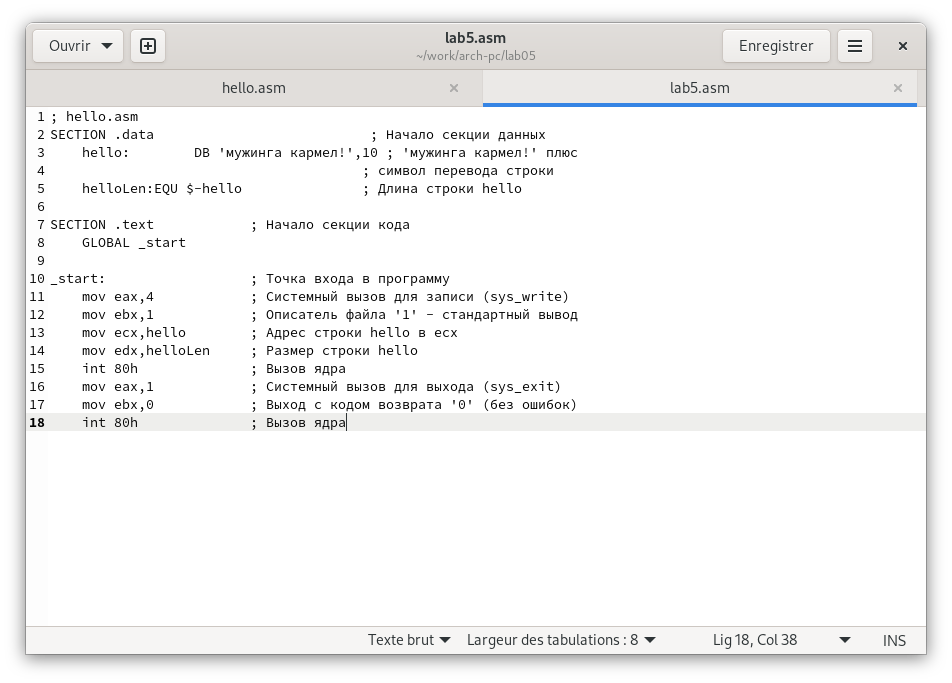 Ouvrir
lab5.asm
~/work/arch-pc/lab05
Enregistrer
hello.asm
lab5.asm
1 ; hello.asm
2 SECTION .data                           ; Начало секции данных
3     hello:        DB 'мужинга кармел!',10 ; 'мужинга кармел!' плюс
4                                        ; символ перевода строки
5     helloLen:EQU $-hello               ; Длина строки hello
6
7 SECTION .text            ; Начало секции кода
8     GLOBAL _start
9
10 _start:                  ; Точка входа в программу
11     mov eax,4            ; Системный вызов для записи (sys_write)
12     mov ebx,1            ; Описатель файла '1' - стандартный вывод
13     mov ecx,hello        ; Адрес строки hello в ecx
14     mov edx,helloLen     ; Размер строки hello
15     int 80h              ; Вызов ядра
16     mov eax,1            ; Системный вызов для выхода (sys_exit)
17     mov ebx,0            ; Выход с кодом возврата '0' (без ошибок)
18     int 80h              ; Вызов ядра
Texte brut
Largeur des tabulations : 8
Lig 18, Col 38
INS